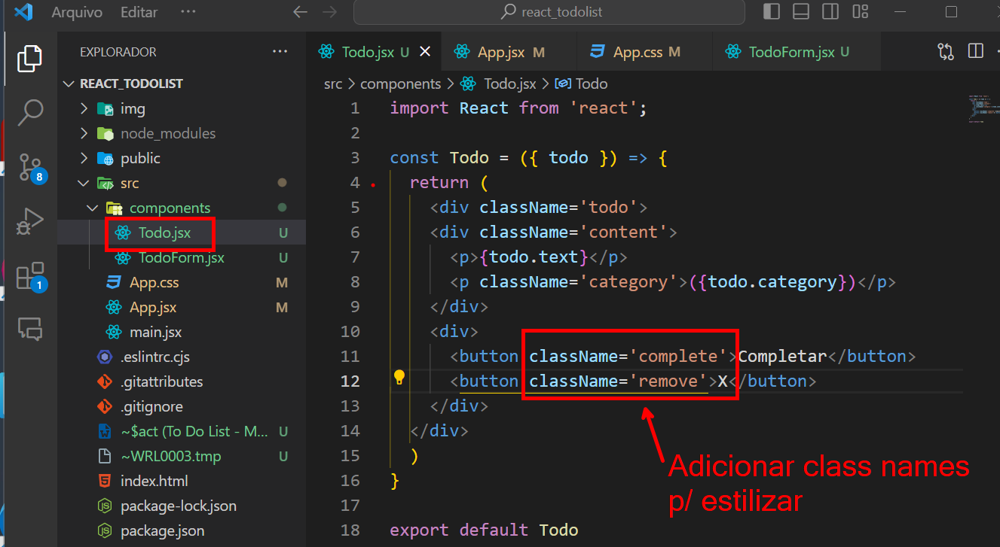 Arquivo Editar ··· react_todolist
EXPLORADOR ···
Todo.jsx U App.jsx M App.css M TodoForm.jsx U
src > components > Todo.jsx > Todo
REACT_TODOLIST
img
node_modules
public
src
components
Todo.jsx U
TodoForm.jsx U
App.css M
App.jsx M
main.jsx
.eslintrc.cjs
.gitattributes
.gitignore
~$act (To Do List - M... U
~WRL0003.tmp U
index.html
package-lock.json
package.json
8
1
1 import React from 'react';
2
3 const Todo = ({ todo }) => {
4 return (
5 <div className='todo'>
6 <div className='content'>
7 <p>{todo.text}</p>
8 <p className='category'>({todo.category})</p>
9 </div>
10 <div>
11 <button className='complete'>Completar</button>
12 <button className='remove'>X</button>
13 </div>
14 </div>
15 )
16 }
17
18 export default Todo
Adicionar class names
p/ estilizar